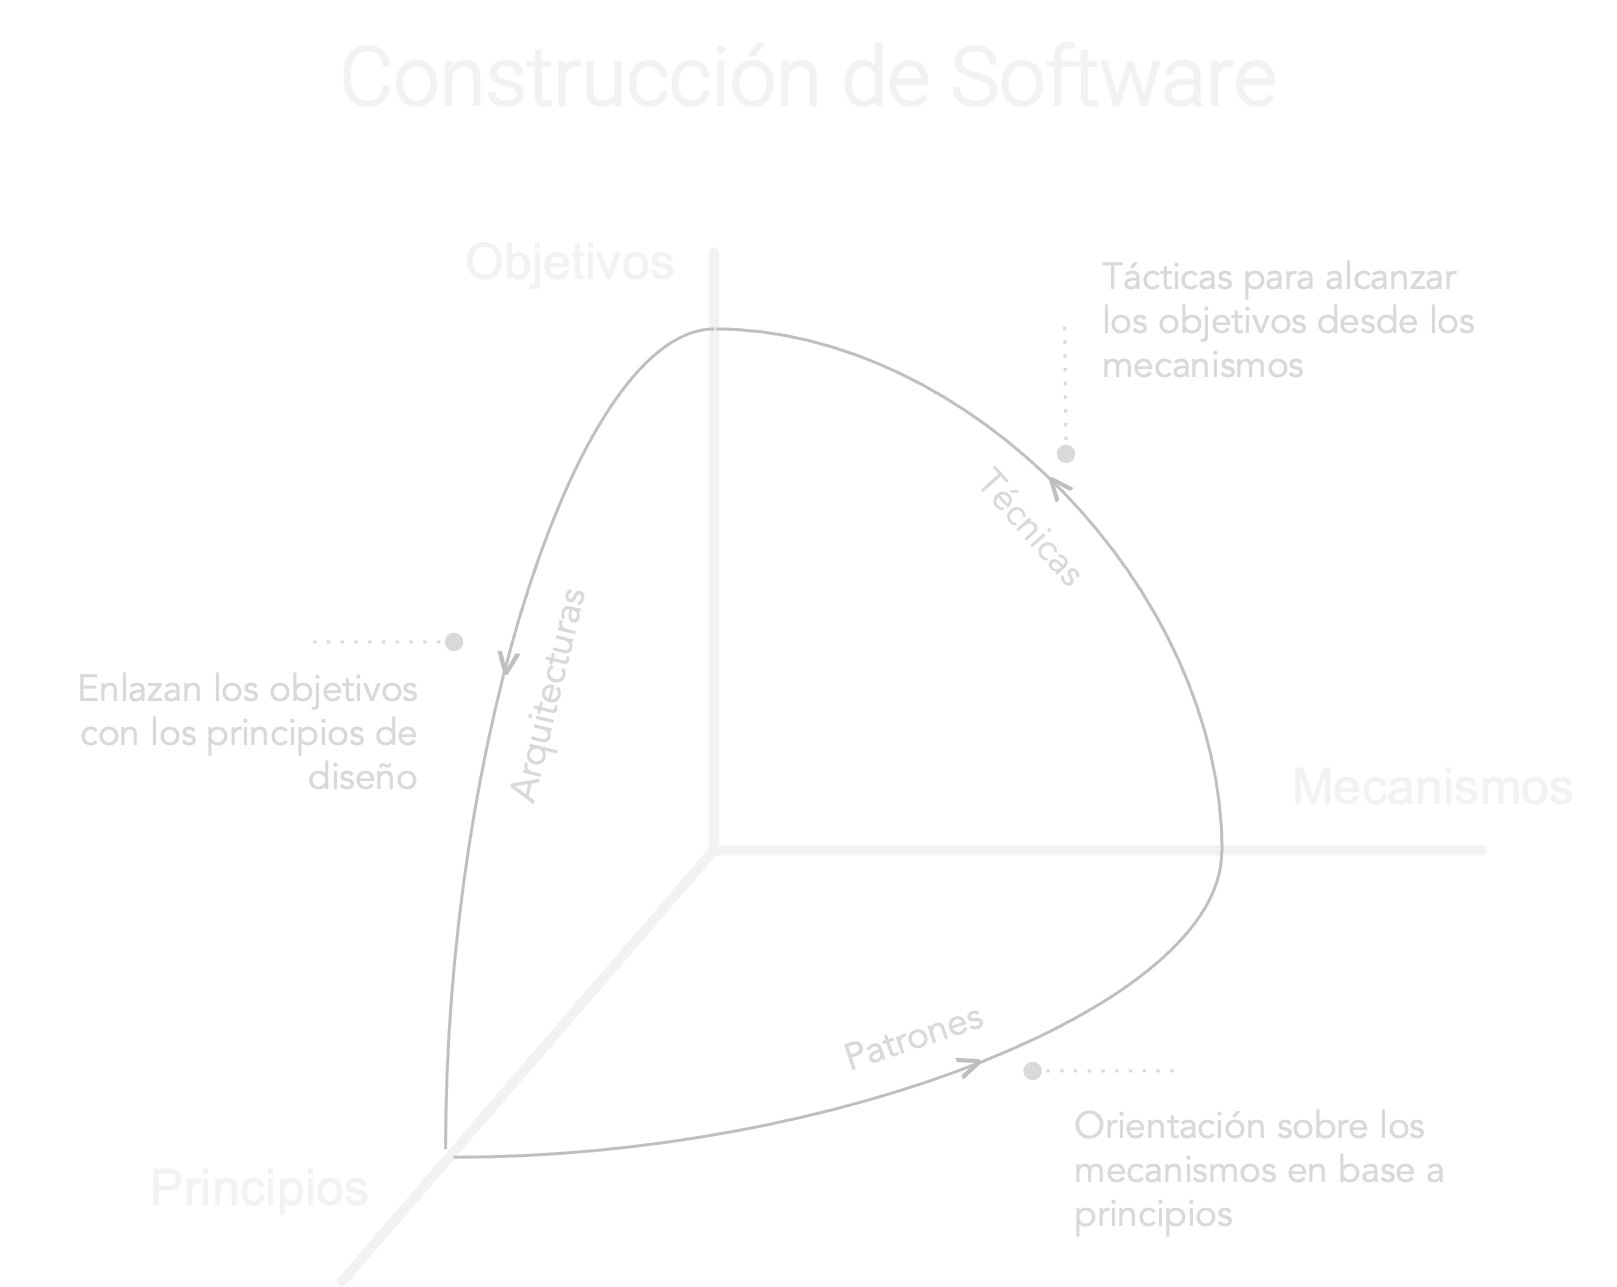 Construcción de Software
Objetivos
Tácticas para alcanzar
los objetivos desde los
mecanismos
Técnicas
Arquitecturas
Enlazan los objetivos
con los principios de
diseño
Mecanismos
Patrones
Orientación sobre los
mecanismos en base a
principios
Principios